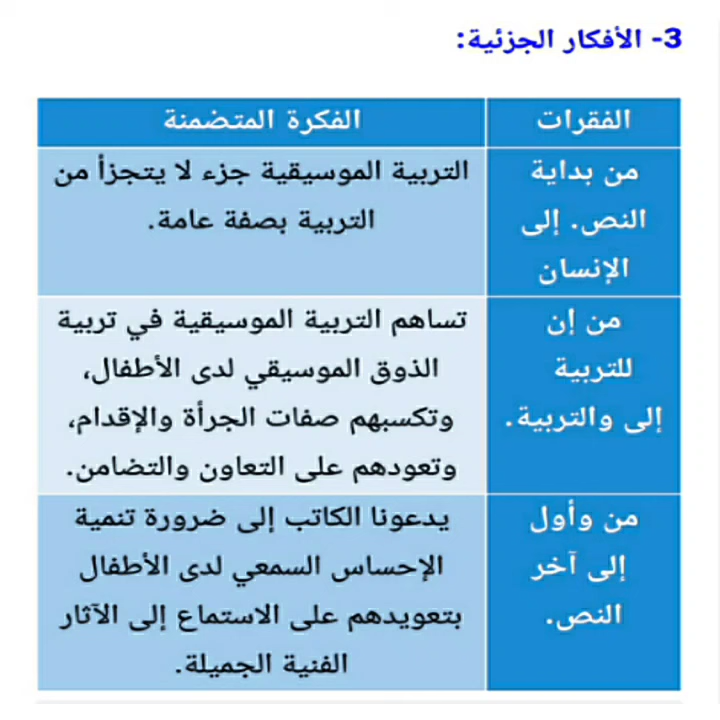 3- الأفكار الجزئية:
الفقرات
الفكرة المتضمنة
من بداية
النص. إلى
الإنسان
التربية الموسيقية جزء لا يتجزأ من
التربية بصفة عامة.
من إن
للتربية
إلى والتربية.
تساهم التربية الموسيقية في تربية
الذوق الموسيقي لدى الأطفال،
وتكسبهم صفات الجرأة والإقدام،
وتعودهم على التعاون والتضامن.
من وأول
إلى آخر
النص.
يدعونا الكاتب إلى ضرورة تنمية
الإحساس السمعي لدى الأطفال
بتعويدهم على الاستماع إلى الآثار
الفنية الجميلة.